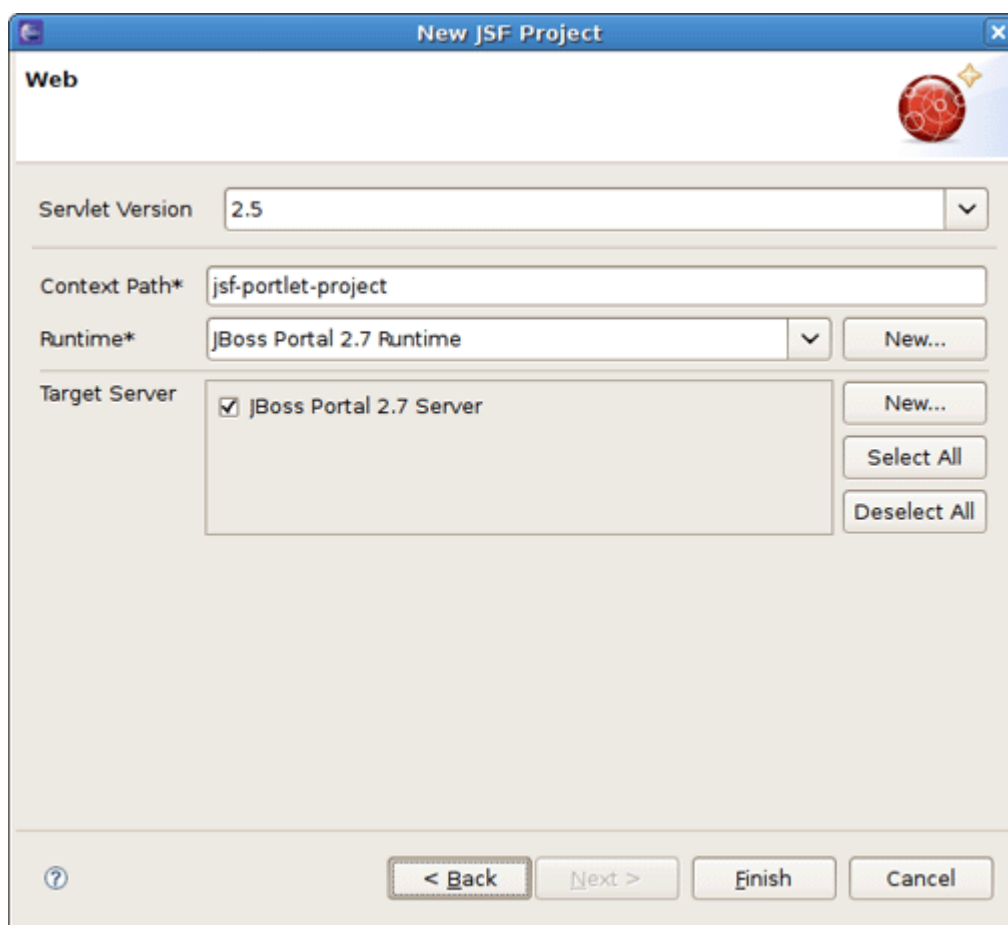 New JSF Project
Web
Servlet Version 2.5
Context Path* jsf-portlet-project
Runtime* JBoss Portal 2.7 Runtime New...
Target Server JBoss Portal 2.7 Server New...
Select All
Deselect All
? < Back Next > Finish Cancel